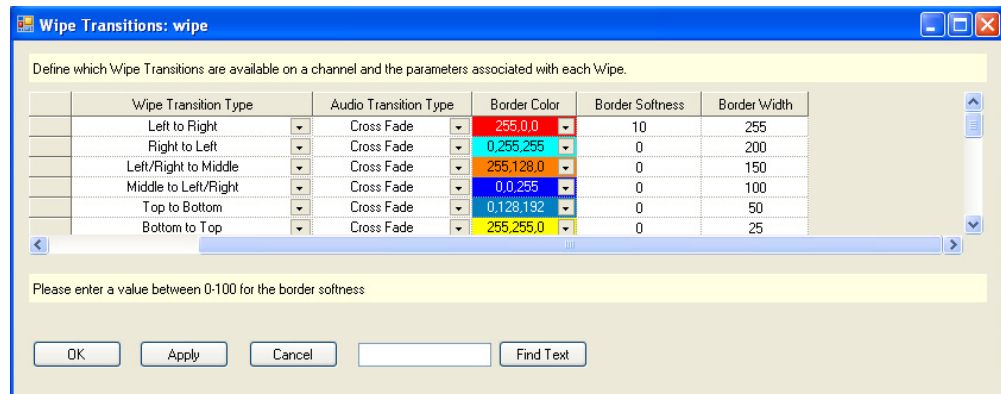 Wipe Transitions: wipe
Define which Wipe Transitions are available on a channel and the parameters associated with each Wipe.
Wipe Transition Type Audio Transition Type Border Color Border Softness Border Width
Left to Right Cross Fade 255,0,0 10 255
Right to Left Cross Fade 0,255,255 0 200
Left/Right to Middle Cross Fade 255,128,0 0 150
Middle to Left/Right Cross Fade 0,0,255 0 100
Top to Bottom Cross Fade 0,128,192 0 50
Bottom to Top Cross Fade 255,255,0 0 25
Please enter a value between 0-100 for the border softness
OK Apply Cancel Find Text